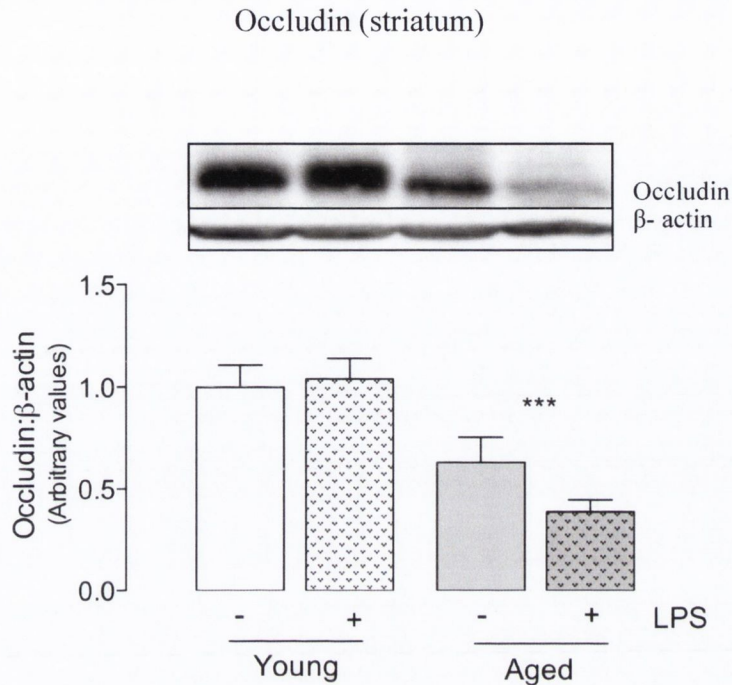 Occludin (striatum)
Occludin
β- actin
Occludin:β-actin
(Arbitrary values)
1.5
1.0
0.5
0.0
***
- + - + LPS
Young Aged